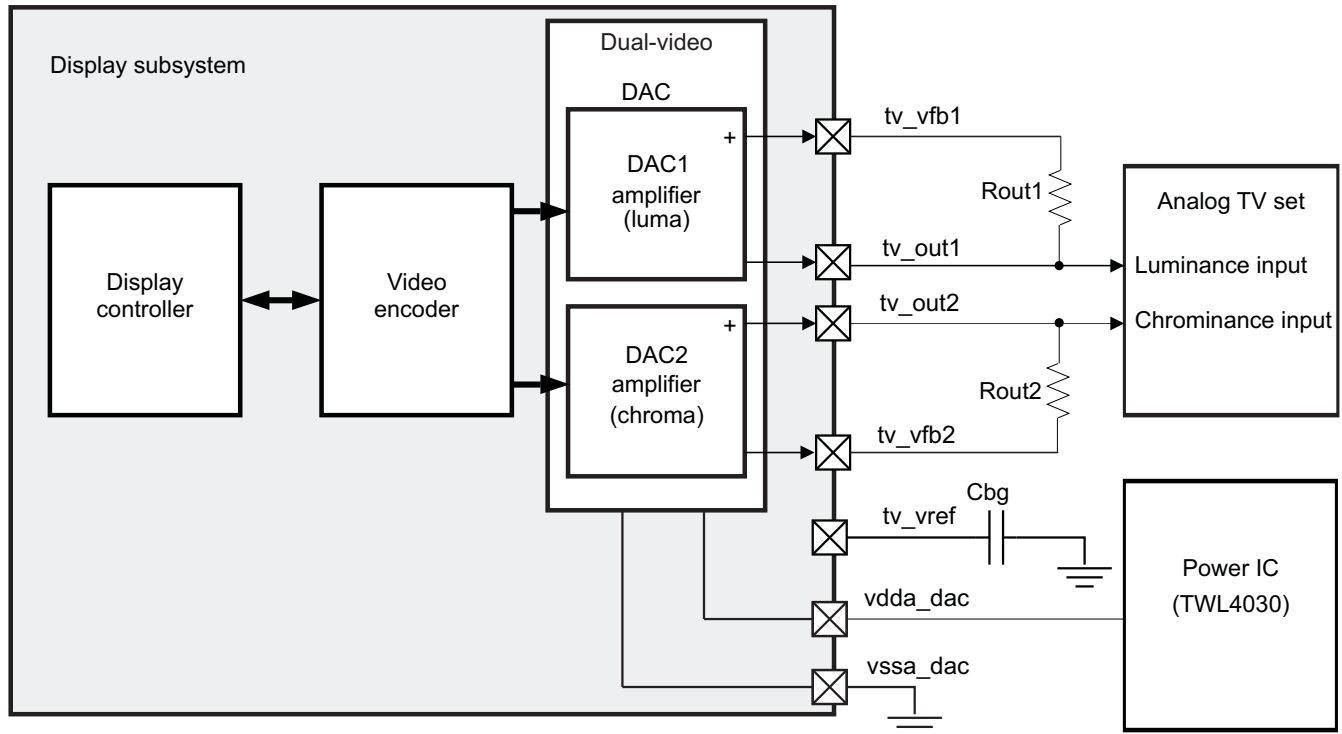 Display subsystem
Dual-video
DAC
DAC1
amplifier
(luma)
+
DAC2
amplifier
(chroma)
+
Display
controller
Video
encoder
tv_vfb1
Rout1
tv_out1
tv_out2
Rout2
tv_vfb2
Cbg
tv_vref
vdda_dac
vssa_dac
Analog TV set
Luminance input
Chrominance input
Power IC
(TWL4030)